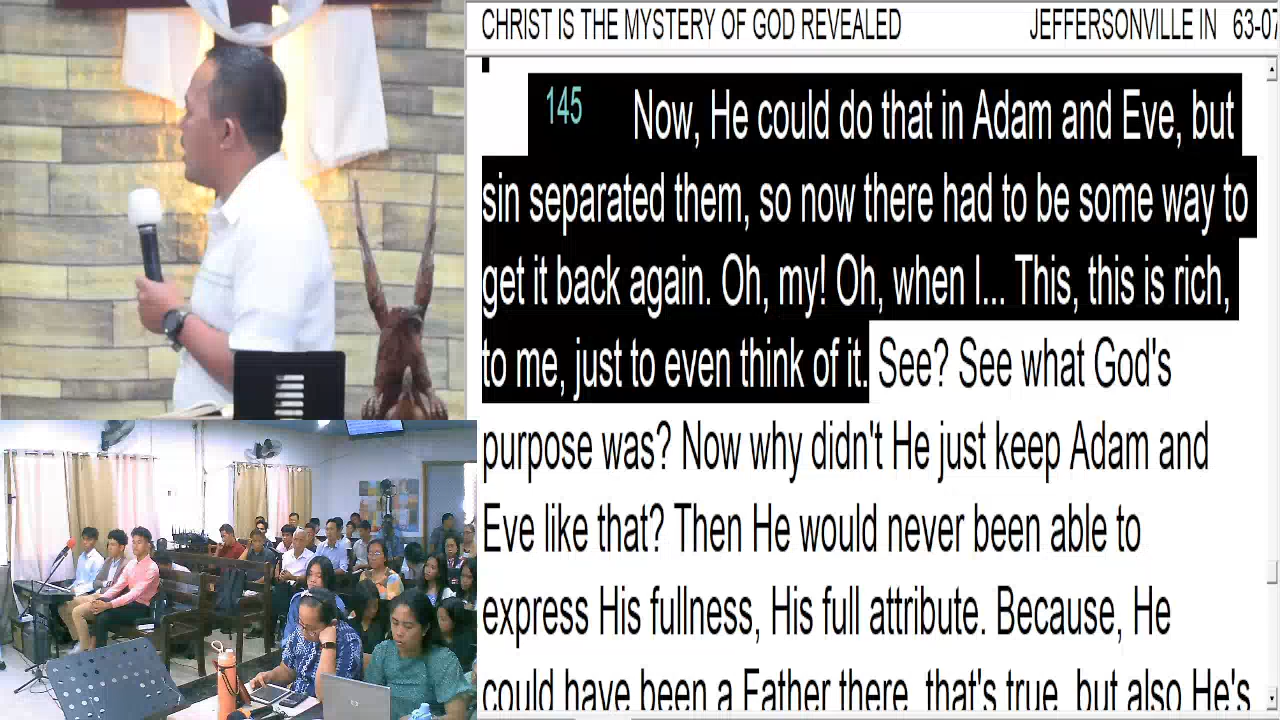 CHRIST IS THE MYSTERY OF GOD REVEALED JEFFERSONVILLE IN 63-07
145 Now, He could do that in Adam and Eve, but
sin separated them, so now there had to be some way to
get it back again. Oh, my! Oh, when I... This, this is rich,
to me, just to even think of it. See? See what God's
purpose was? Now why didn't He just keep Adam and
Eve like that? Then He would never been able to
express His fullness, His full attribute. Because, He
could have been a Father there, that's true, but also He's